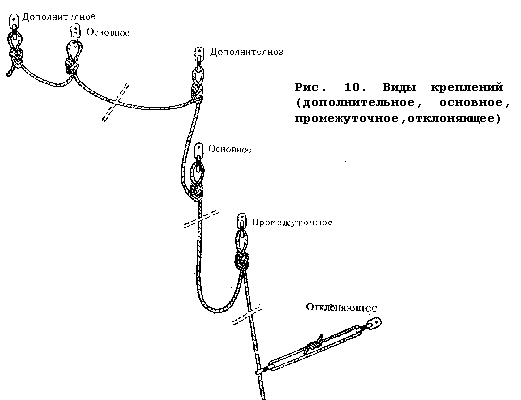 Дополнительное
Основное
Дополнительное
Рис. 10. Виды креплений
(дополнительное, основное,
промежуточное,отклоняющее)
Основное
Промежуточное
Отклоняющее